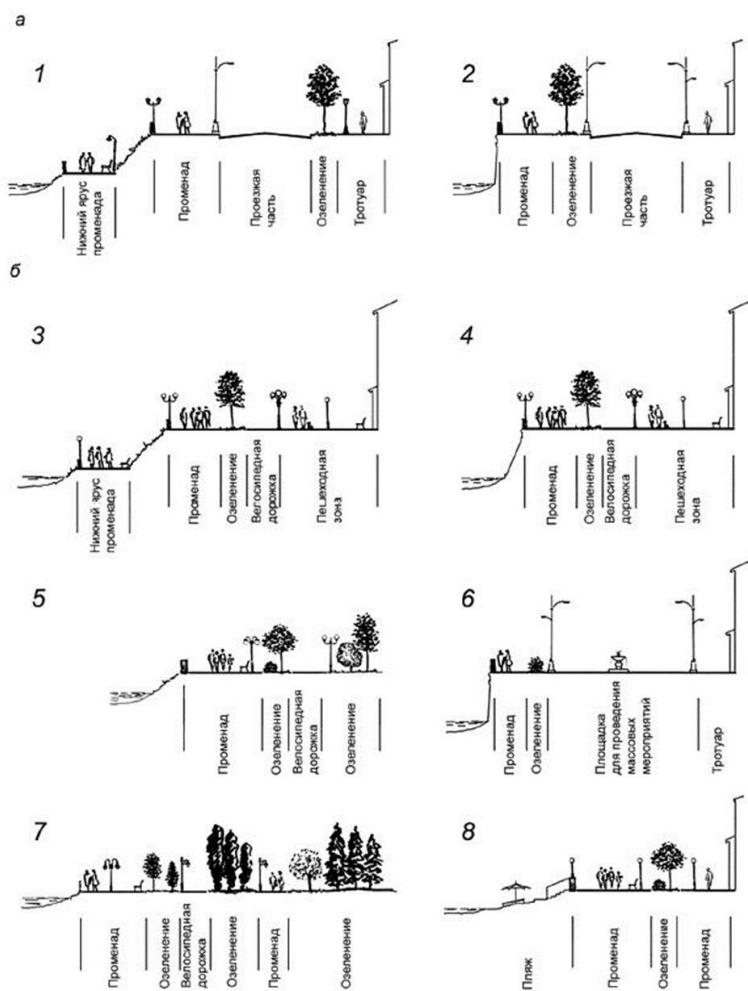 а
1
Нижний ярус
променада
Променад
Проезжая
часть
Озеленение
Тротуар
2
Променад
Озеленение
Проезжая
часть
Тротуар
б
3
Нижний ярус
променада
Променад
Озеленение
Велосипедная
дорожка
Пешеходная
зона
4
Променад
Озеленение
Велосипедная
дорожка
Пешеходная
зона
5
Променад
Озеленение
Велосипедная
дорожка
Озеленение
6
Променад
Озеленение
Площадка
для проведения
массовых
мероприятий
Тротуар
7
Променад
Озеленение
Велосипедная
дорожка
Озеленение
Променад
Озеленение
8
Пляж
Променад
Озеленение
Променад